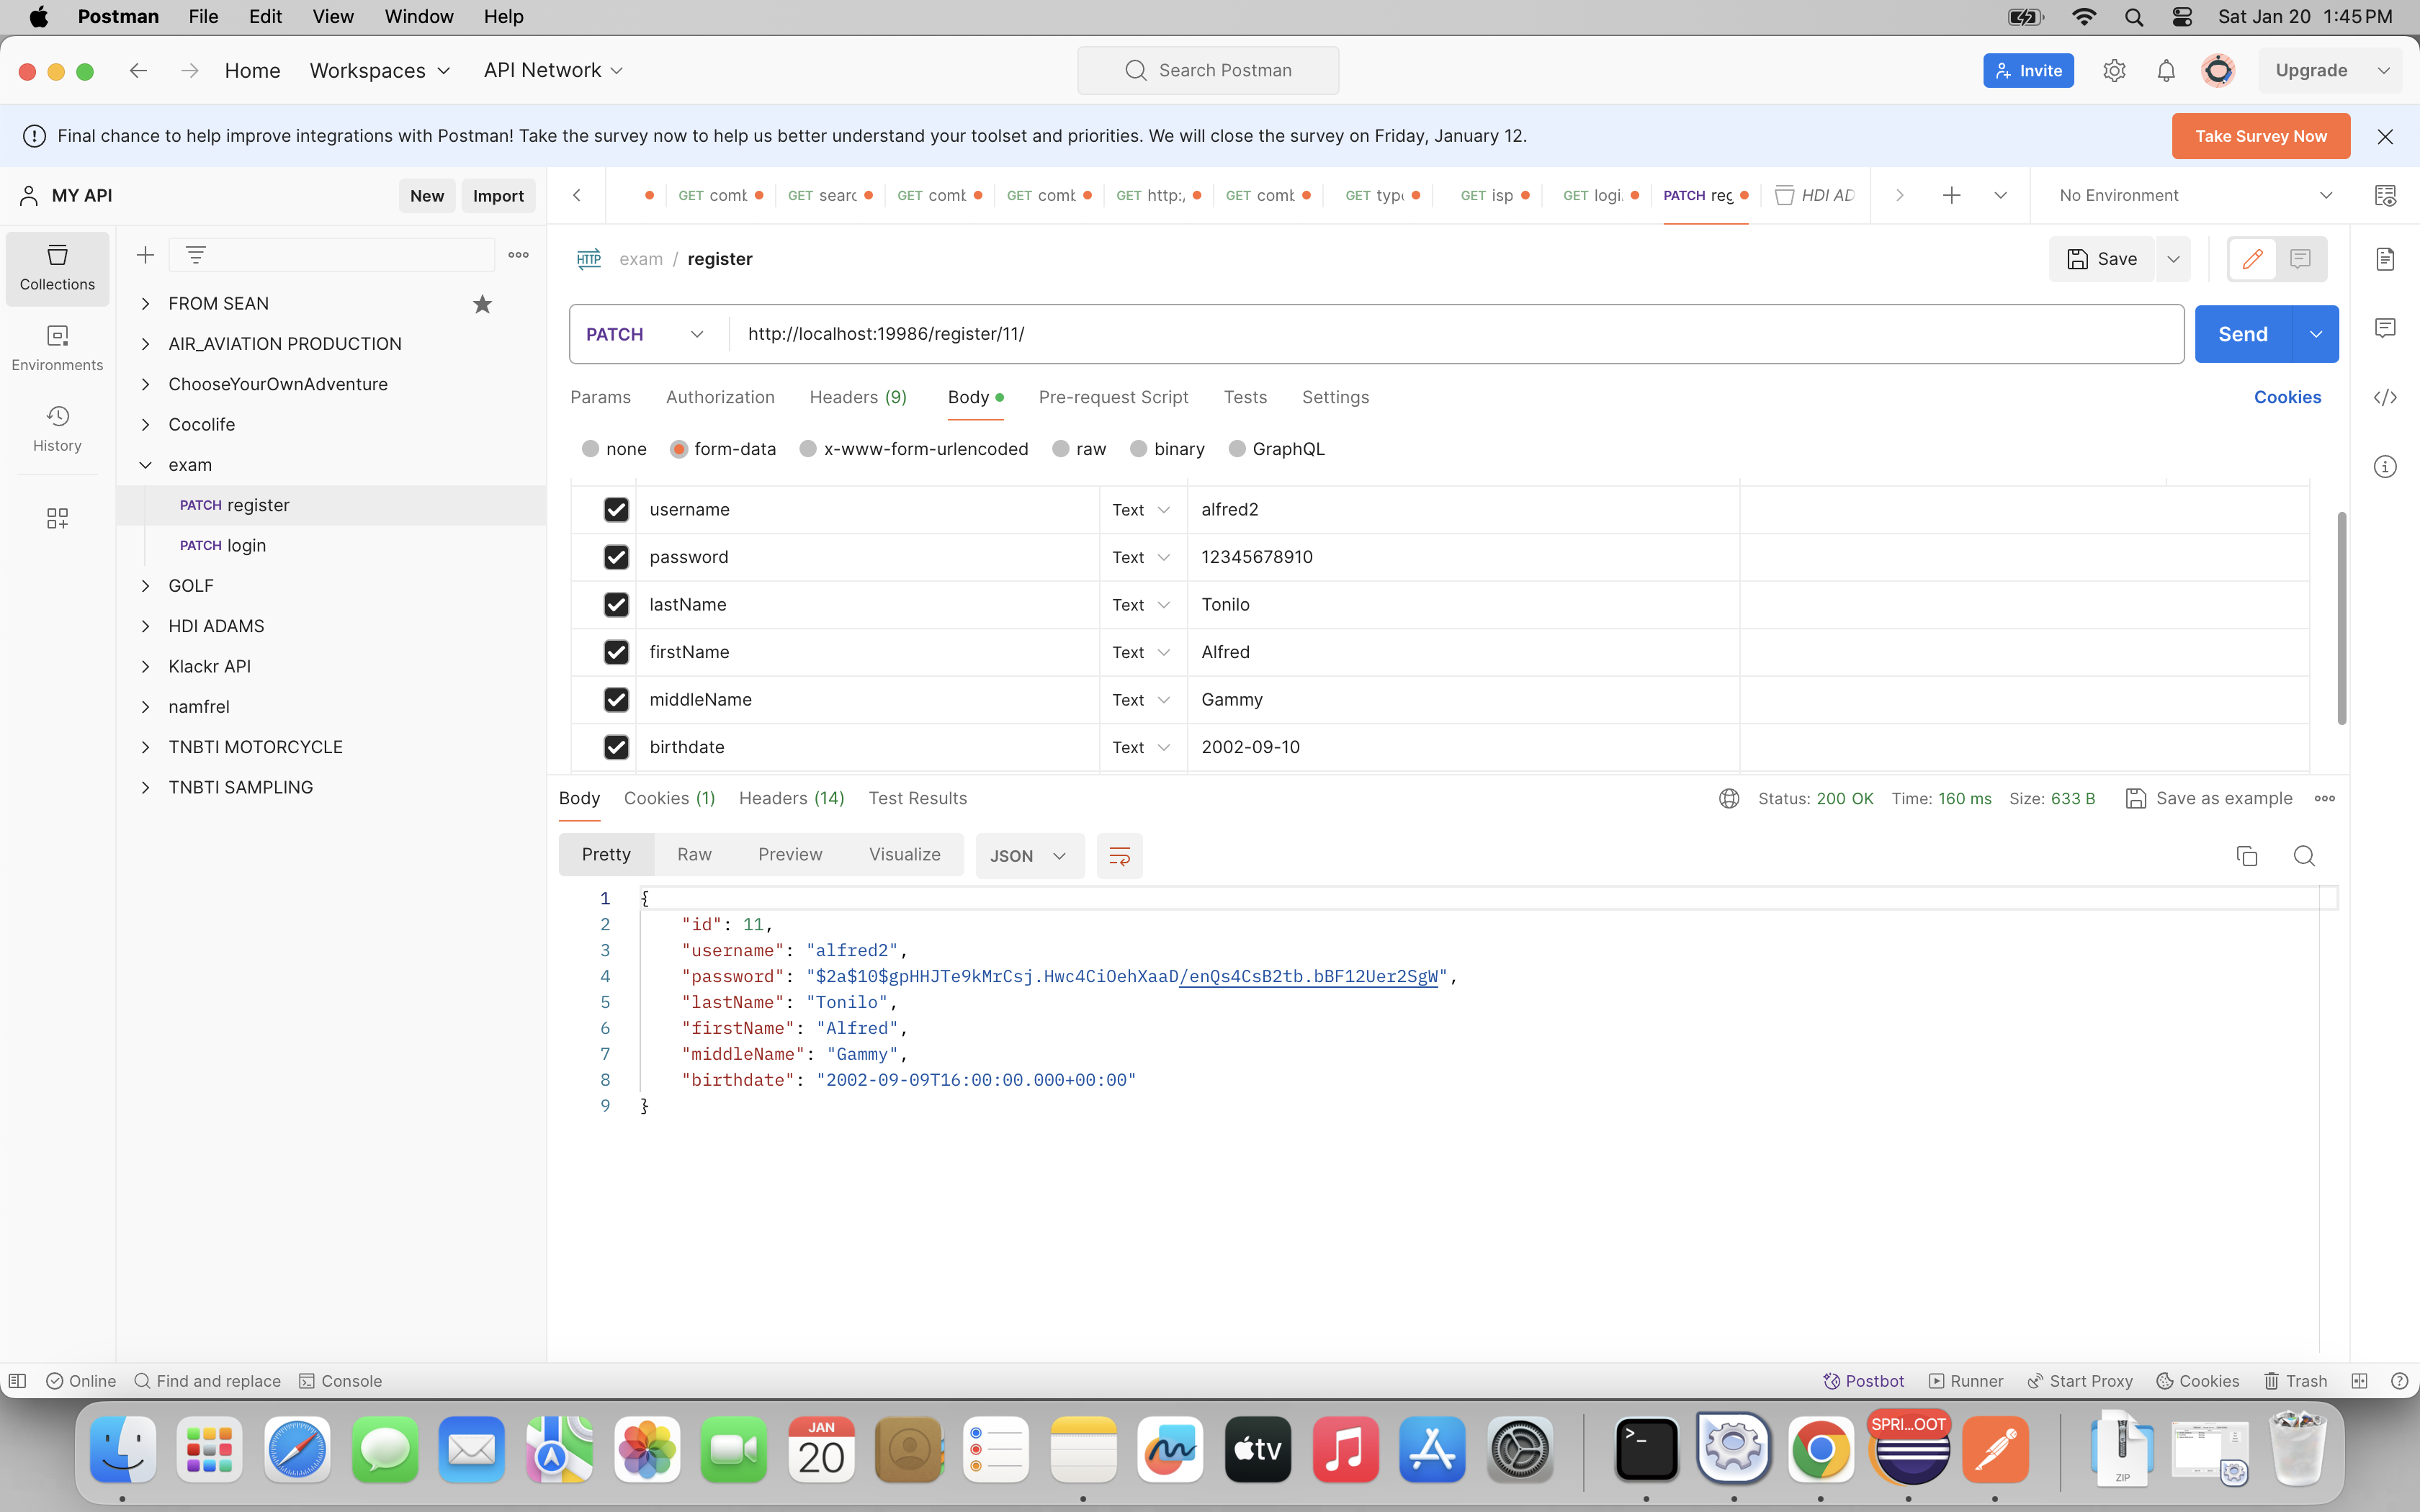 Postman File Edit View Window Help Sat Jan 20 1:45 PM
Home Workspaces API Network Search Postman Invite Upgrade
Final chance to help improve integrations with Postman! Take the survey now to help us better understand your toolset and priorities. We will close the survey on Friday, January 12. Take Survey Now
MY API New Import
GET comb GET searc GET comb GET comb GET http:/ GET comb GET type GET isp GET logi PATCH reg HDI AD No Environment
Collections
Environments
History
FROM SEAN
AIR_AVIATION PRODUCTION
ChooseYourOwnAdventure
Cocolife
exam
PATCH register
PATCH login
GOLF
HDI ADAMS
Klackr API
namfrel
TNBTI MOTORCYCLE
TNBTI SAMPLING
HTTP exam / register Save
PATCH http://localhost:19986/register/11/ Send
Params Authorization Headers (9) Body Pre-request Script Tests Settings Cookies
none form-data x-www-form-urlencoded raw binary GraphQL
username Text alfred2
password Text 12345678910
lastName Text Tonilo
firstName Text Alfred
middleName Text Gammy
birthdate Text 2002-09-10
Body Cookies (1) Headers (14) Test Results Status: 200 OK Time: 160 ms Size: 633 B Save as example
Pretty Raw Preview Visualize JSON
1 {
2 "id": 11,
3 "username": "alfred2",
4 "password": "$2a$10$gpHHJTe9kMrCsj.Hwc4CiOehXaaD/enQs4CsB2tb.bBF12Uer2SgW",
5 "lastName": "Tonilo",
6 "firstName": "Alfred",
7 "middleName": "Gammy",
8 "birthdate": "2002-09-09T16:00:00.000+00:00"
9 }
Online Find and replace Console Postbot Runner Start Proxy Cookies Trash
JAN
20
tv
SPRI...OOT
ZIP